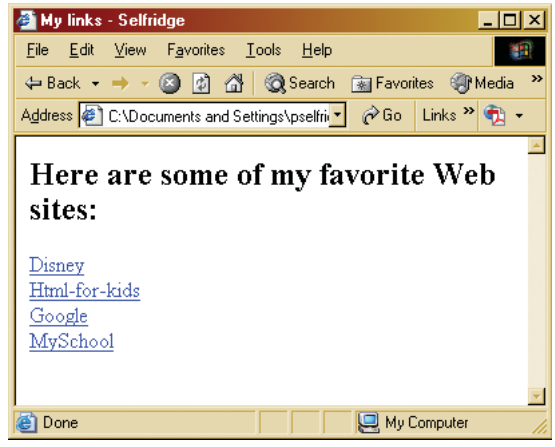 My links - Selfridge
File Edit View Favorites Tools Help
Back Search Favorites Media »
Address C:\Documents and Settings\pselfri Go Links »
Here are some of my favorite Web
sites:
Disney
Html-for-kids
Google
MySchool
Done My Computer